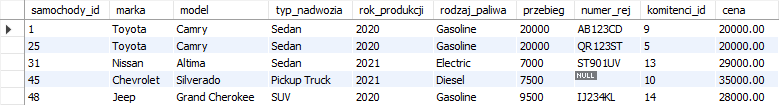 samochody_id marka model typ_nadwozia rok_produkcji rodzaj_paliwa przebieg numer_rej komitenci_id cena
1 Toyota Camry Sedan 2020 Gasoline 20000 AB123CD 9 20000.00
25 Toyota Camry Sedan 2020 Gasoline 20000 QR123ST 5 20000.00
31 Nissan Altima Sedan 2021 Electric 7000 ST901UV 13 29000.00
45 Chevrolet Silverado Pickup Truck 2021 Diesel 7500 NULL 10 35000.00
48 Jeep Grand Cherokee SUV 2020 Gasoline 9500 IJ234KL 14 28000.00